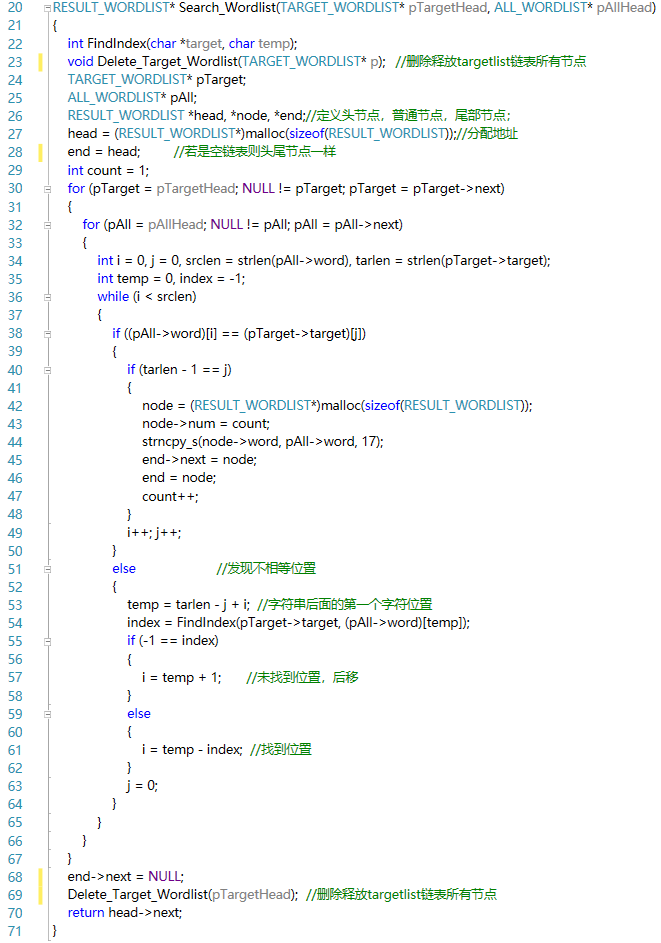 20 RESULT_WORDLIST* Search_Wordlist(TARGET_WORDLIST* pTargetHead, ALL_WORDLIST* pAllHead)
21 {
22 int FindIndex(char *target, char temp);
23 void Delete_Target_Wordlist(TARGET_WORDLIST* p); //删除释放targetlist链表所有节点
24 TARGET_WORDLIST* pTarget;
25 ALL_WORDLIST* pAll;
26 RESULT_WORDLIST *head, *node, *end;//定义头节点，普通节点，尾部节点；
27 head = (RESULT_WORDLIST*)malloc(sizeof(RESULT_WORDLIST));//分配地址
28 end = head; //若是空链表则头尾节点一样
29 int count = 1;
30 for (pTarget = pTargetHead; NULL != pTarget; pTarget = pTarget->next)
31 {
32 for (pAll = pAllHead; NULL != pAll; pAll = pAll->next)
33 {
34 int i = 0, j = 0, srclen = strlen(pAll->word), tarlen = strlen(pTarget->target);
35 int temp = 0, index = -1;
36 while (i < srclen)
37 {
38 if ((pAll->word)[i] == (pTarget->target)[j])
39 {
40 if (tarlen - 1 == j)
41 {
42 node = (RESULT_WORDLIST*)malloc(sizeof(RESULT_WORDLIST));
43 node->num = count;
44 strncpy_s(node->word, pAll->word, 17);
45 end->next = node;
46 end = node;
47 count++;
48 }
49 i++; j++;
50 }
51 else //发现不相等位置
52 {
53 temp = tarlen - j + i; //字符串后面的第一个字符位置
54 index = FindIndex(pTarget->target, (pAll->word)[temp]);
55 if (-1 == index)
56 {
57 i = temp + 1; //未找到位置，后移
58 }
59 else
60 {
61 i = temp - index; //找到位置
62 }
63 j = 0;
64 }
65 }
66 }
67 }
68 end->next = NULL;
69 Delete_Target_Wordlist(pTargetHead); //删除释放targetlist链表所有节点
70 return head->next;
71 }